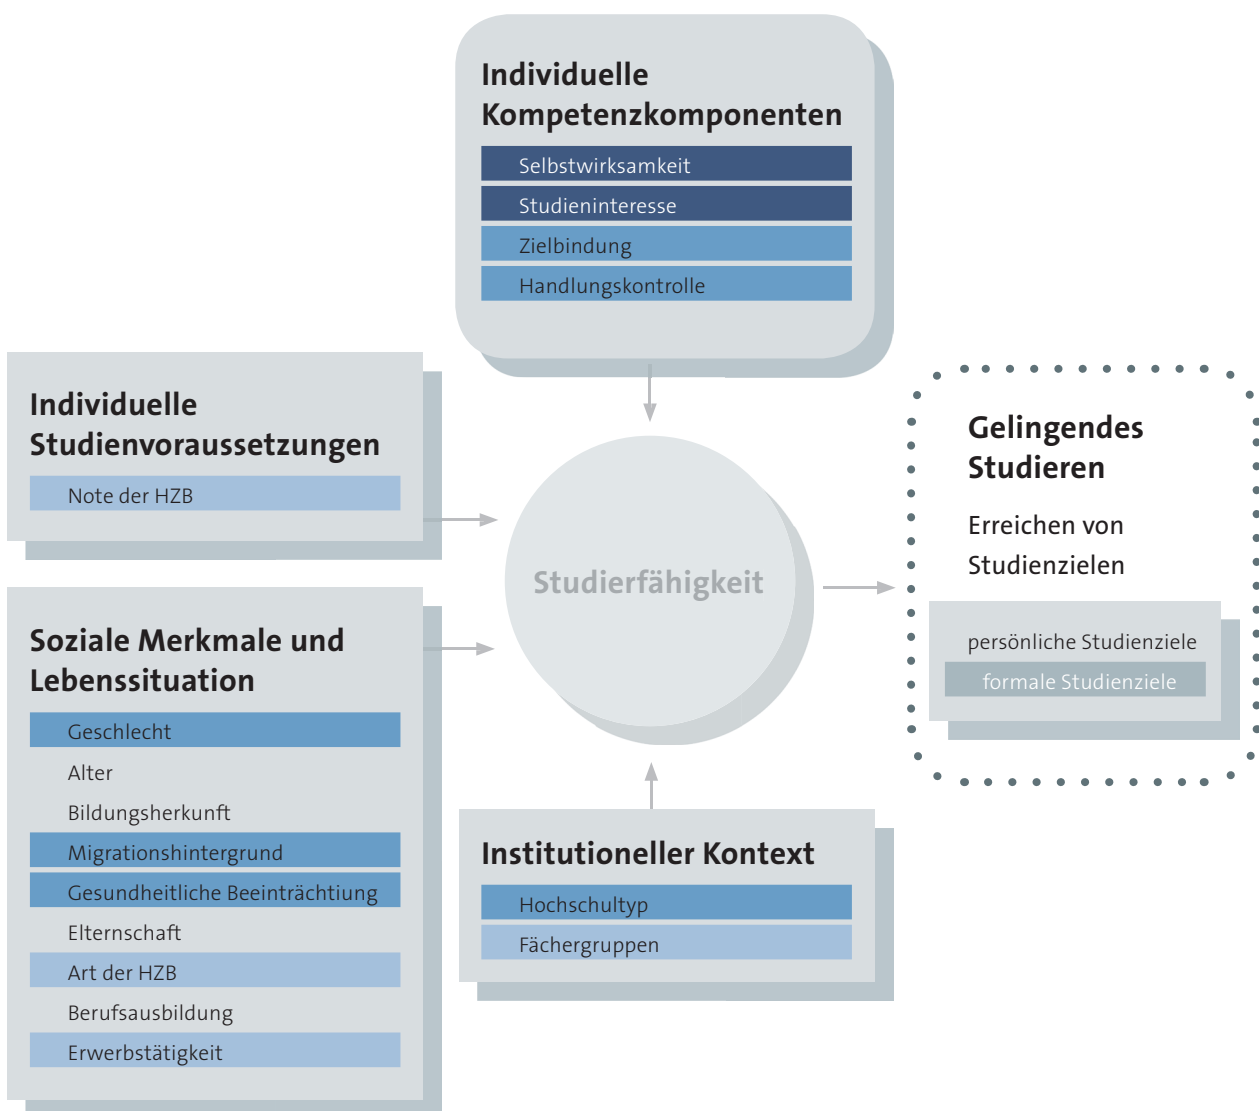 Individuelle
Kompetenzkomponenten
Selbstwirksamkeit
Studieninteresse
Zielbindung
Handlungskontrolle
Individuelle
Studienvoraussetzungen
Note der HZB
Soziale Merkmale und
Lebenssituation
Geschlecht
Alter
Bildungsherkunft
Migrationshintergrund
Gesundheitliche Beeinträchtiung
Elternschaft
Art der HZB
Berufsausbildung
Erwerbstätigkeit
Studierfähigkeit
Institutioneller Kontext
Hochschultyp
Fächergruppen
Gelingendes
Studieren
Erreichen von
Studienzielen
persönliche Studienziele
formale Studienziele